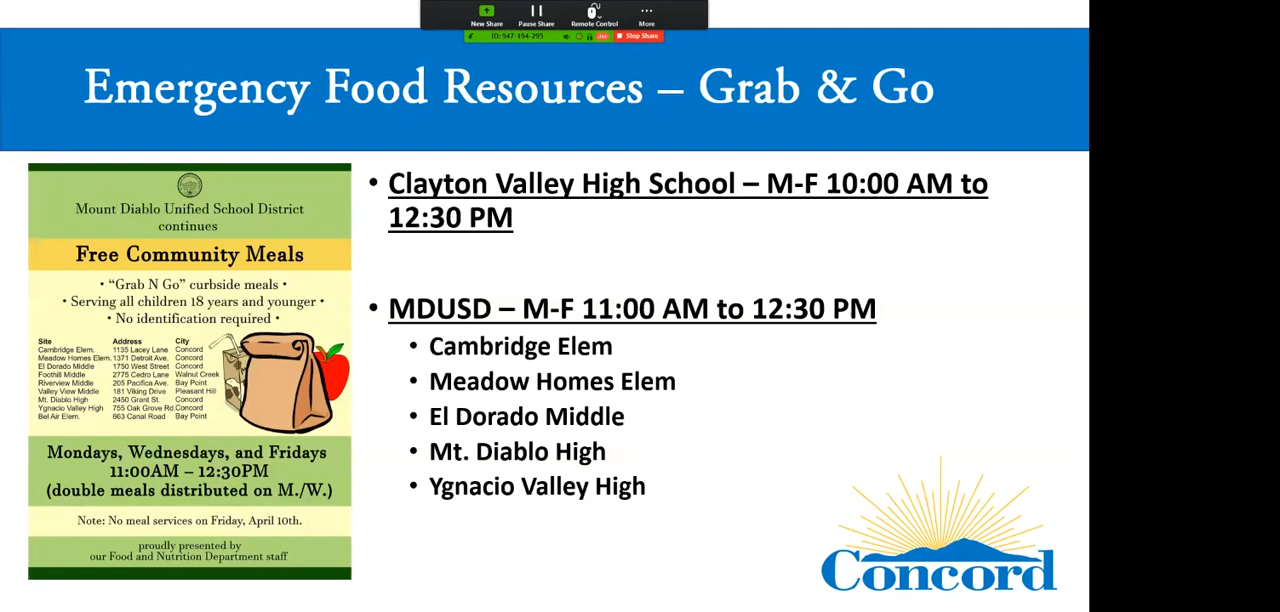 New Share
Pause Share
Remote Control
More
ID: 947-194-295
LIVE
Stop Share
Emergency Food Resources – Grab & Go
Mount Diablo Unified School District
continues
Free Community Meals
• “Grab N Go” curbside meals •
• Serving all children 18 years and younger •
• No identification required •
Site Address City
Cambridge Elem. 1135 Lacey Lane Concord
Meadow Homes Elem. 1371 Detroit Ave. Concord
El Dorado Middle 1750 West Street Concord
Foothill Middle 2775 Cedro Lane Walnut Creek
Riverview Middle 205 Pacifica Ave. Bay Point
Valley View Middle 181 Viking Drive Pleasant Hill
Mt. Diablo High 2450 Grant St. Concord
Ygnacio Valley High 755 Oak Grove Rd. Concord
Bel Air Elem. 663 Canal Road Bay Point
Mondays, Wednesdays, and Fridays
11:00AM – 12:30PM
(double meals distributed on M./W.)
Note: No meal services on Friday, April 10th.
proudly presented by
our Food and Nutrition Department staff
• Clayton Valley High School – M-F 10:00 AM to
12:30 PM
• MDUSD – M-F 11:00 AM to 12:30 PM
• Cambridge Elem
• Meadow Homes Elem
• El Dorado Middle
• Mt. Diablo High
• Ygnacio Valley High
Concord